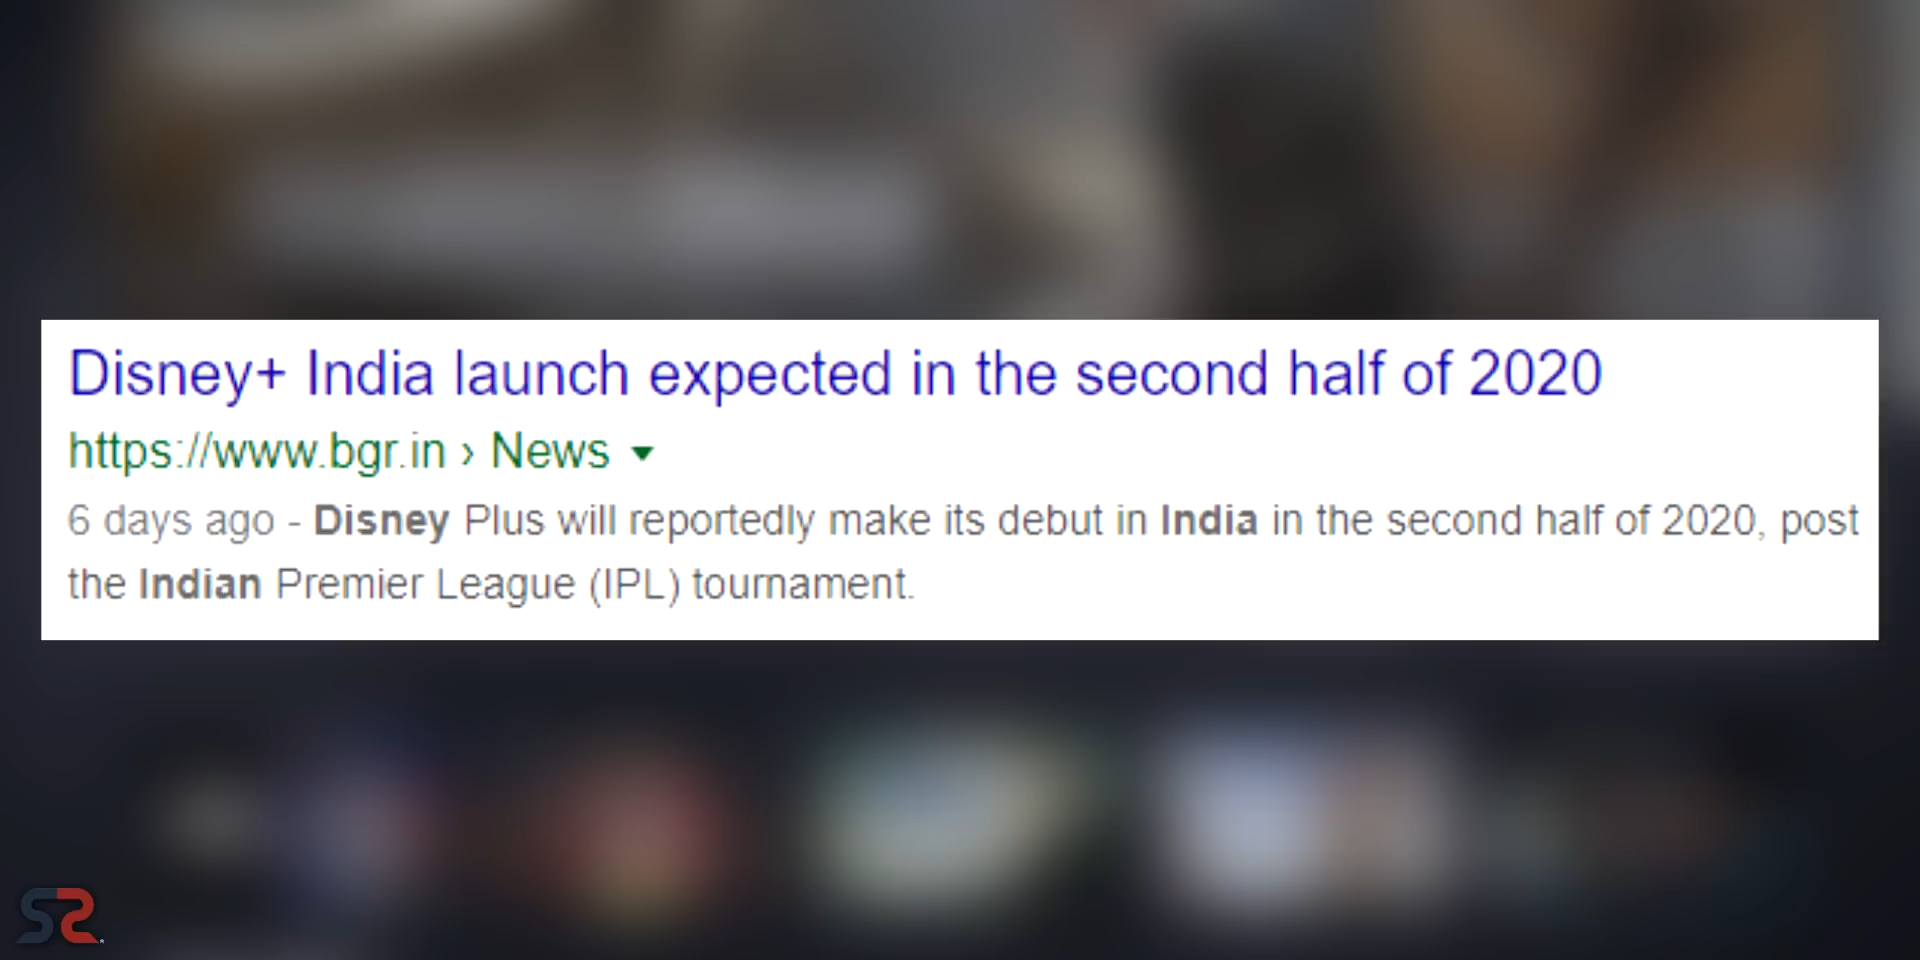 Disney+ India launch expected in the second half of 2020
https://www.bgr.in › News ▼
6 days ago - Disney Plus will reportedly make its debut in India in the second half of 2020, post
the Indian Premier League (IPL) tournament.